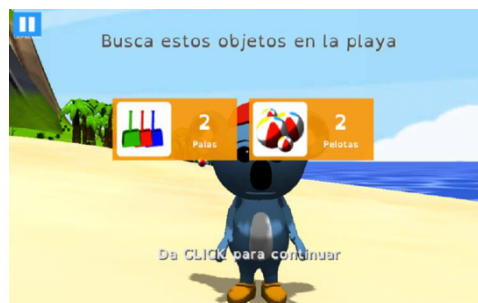 Busca estos objetos en la playa
2
Palas
2
Pelotas
Da CLICK para continuar